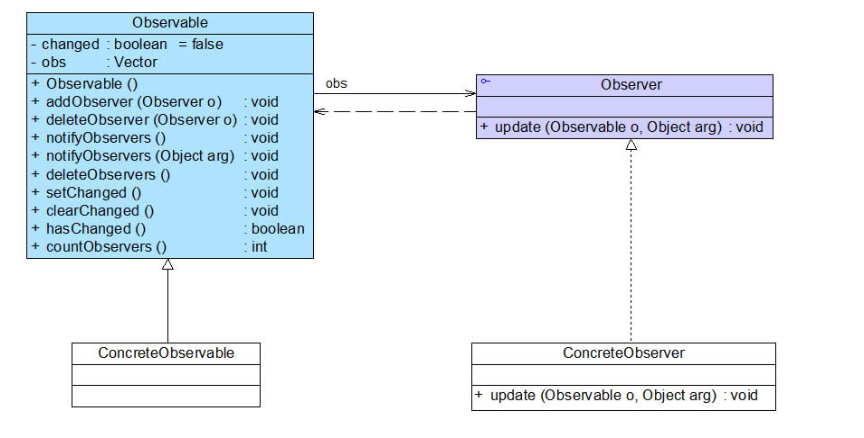 Observable
- changed : boolean = false
- obs : Vector
+ Observable ()
+ addObserver (Observer o) : void
+ deleteObserver (Observer o) : void
+ notifyObservers () : void
+ notifyObservers (Object arg) : void
+ deleteObservers () : void
+ setChanged () : void
+ clearChanged () : void
+ hasChanged () : boolean
+ countObservers () : int
obs
Observer
+ update (Observable o, Object arg) : void
ConcreteObservable
ConcreteObserver
+ update (Observable o, Object arg) : void